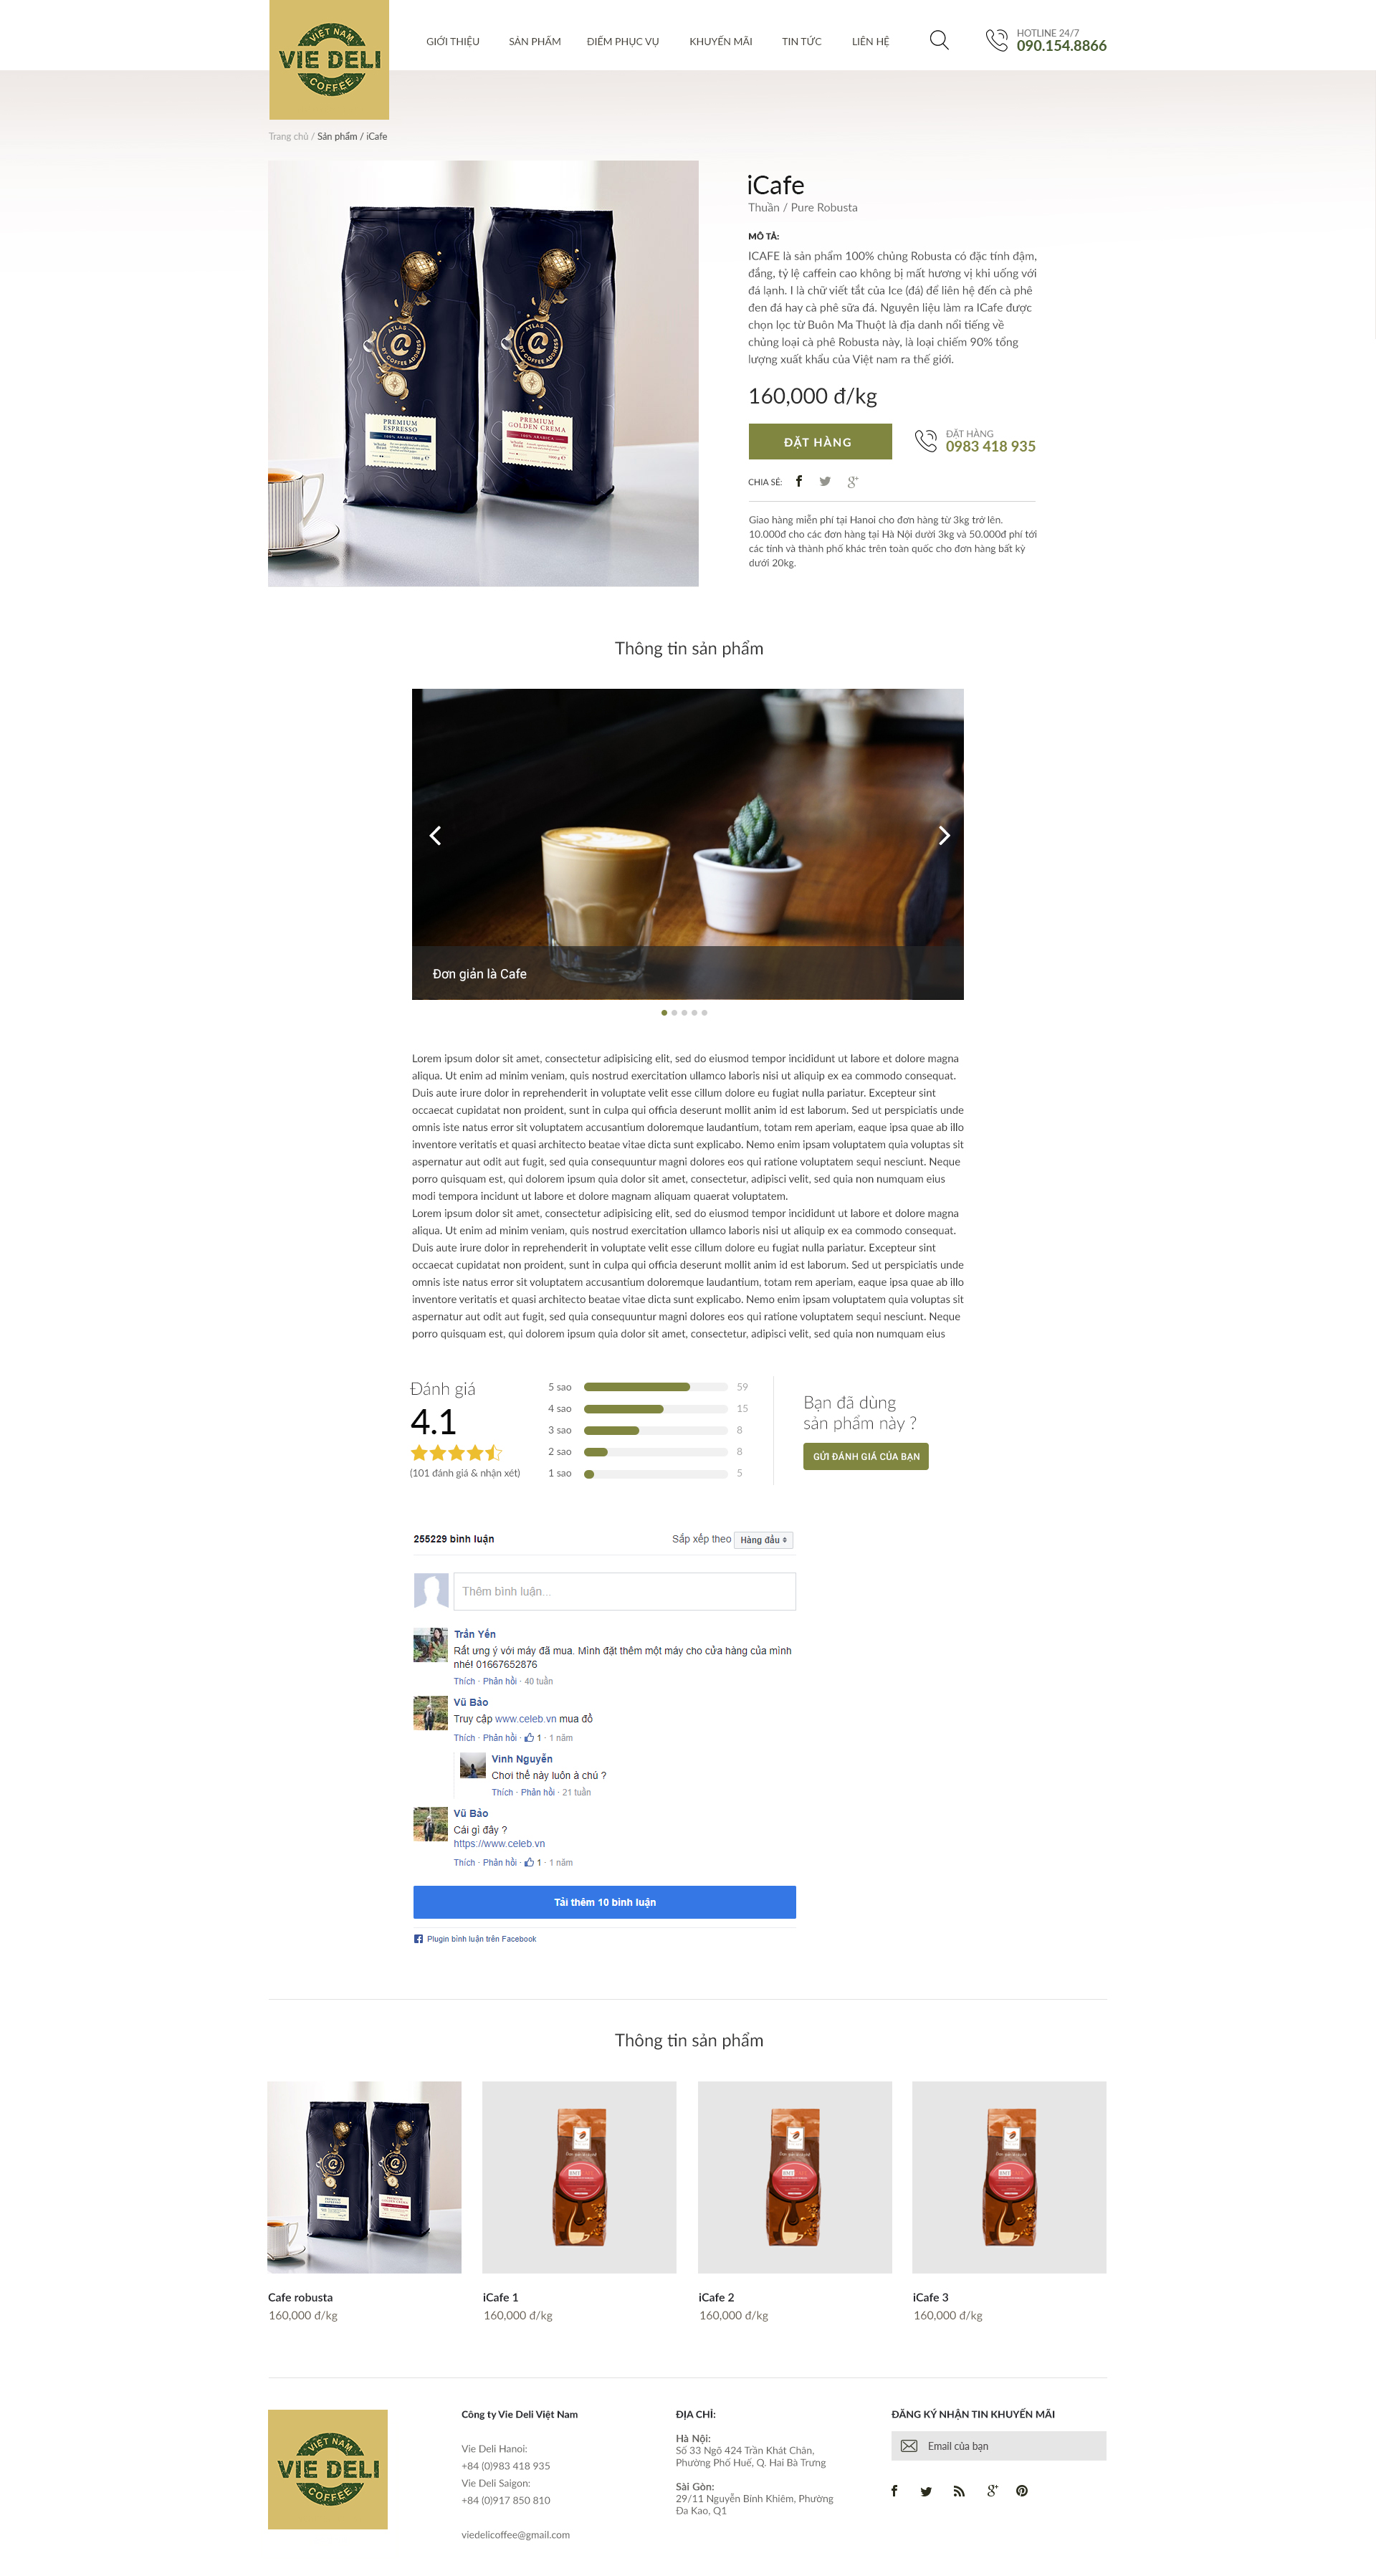 VIỆT NAM
VIE DELI
COFFEE
GIỚI THIỆU
SẢN PHẨM
ĐIỂM PHỤC VỤ
KHUYẾN MÃI
TIN TỨC
LIÊN HỆ
HOTLINE 24/7
090.154.8866
Trang chủ / Sản phẩm / iCafe
ATLAS
@
BY COFFEE ADDRESS
PREMIUM
ESPRESSO
100% ARABICA
ATLAS
@
BY COFFEE ADDRESS
PREMIUM
GOLDEN CREMA
100% ARABICA
iCafe
Thuần / Pure Robusta
MÔ TẢ:
ICAFE là sản phẩm 100% chủng Robusta có đặc tính đậm,
đắng, tỷ lệ caffein cao không bị mất hương vị khi uống với
đá lạnh. I là chữ viết tắt của Ice (đá) để liên hệ đến cà phê
đen đá hay cà phê sữa đá. Nguyên liệu làm ra ICafe được
chọn lọc từ Buôn Ma Thuột là địa danh nổi tiếng về
chủng loại cà phê Robusta này, là loại chiếm 90% tổng
lượng xuất khẩu của Việt nam ra thế giới.
160,000 đ/kg
ĐẶT HÀNG
ĐẶT HÀNG
0983 418 935
CHIA SẺ:
Giao hàng miễn phí tại Hanoi cho đơn hàng từ 3kg trở lên.
10.000đ cho các đơn hàng tại Hà Nội dưới 3kg và 50.000đ phí tới
các tính và thành phố khác trên toàn quốc cho đơn hàng bất kỳ
dưới 20kg.
Thông tin sản phẩm
Đơn giản là Cafe
Lorem ipsum dolor sit amet, consectetur adipisicing elit, sed do eiusmod tempor incididunt ut labore et dolore magna
aliqua. Ut enim ad minim veniam, quis nostrud exercitation ullamco laboris nisi ut aliquip ex ea commodo consequat.
Duis aute irure dolor in reprehenderit in voluptate velit esse cillum dolore eu fugiat nulla pariatur. Excepteur sint
occaecat cupidatat non proident, sunt in culpa qui officia deserunt mollit anim id est laborum. Sed ut perspiciatis unde
omnis iste natus error sit voluptatem accusantium doloremque laudantium, totam rem aperiam, eaque ipsa quae ab illo
inventore veritatis et quasi architecto beatae vitae dicta sunt explicabo. Nemo enim ipsam voluptatem quia voluptas sit
aspernatur aut odit aut fugit, sed quia consequuntur magni dolores eos qui ratione voluptatem sequi nesciunt. Neque
porro quisquam est, qui dolorem ipsum quia dolor sit amet, consectetur, adipisci velit, sed quia non numquam eius
modi tempora incidunt ut labore et dolore magnam aliquam quaerat voluptatem.
Lorem ipsum dolor sit amet, consectetur adipisicing elit, sed do eiusmod tempor incididunt ut labore et dolore magna
aliqua. Ut enim ad minim veniam, quis nostrud exercitation ullamco laboris nisi ut aliquip ex ea commodo consequat.
Duis aute irure dolor in reprehenderit in voluptate velit esse cillum dolore eu fugiat nulla pariatur. Excepteur sint
occaecat cupidatat non proident, sunt in culpa qui officia deserunt mollit anim id est laborum. Sed ut perspiciatis unde
omnis iste natus error sit voluptatem accusantium doloremque laudantium, totam rem aperiam, eaque ipsa quae ab illo
inventore veritatis et quasi architecto beatae vitae dicta sunt explicabo. Nemo enim ipsam voluptatem quia voluptas sit
aspernatur aut odit aut fugit, sed quia consequuntur magni dolores eos qui ratione voluptatem sequi nesciunt. Neque
porro quisquam est, qui dolorem ipsum quia dolor sit amet, consectetur, adipisci velit, sed quia non numquam eius
Đánh giá
4.1
(101 đánh giá & nhận xét)
5 sao 59
4 sao 15
3 sao 8
2 sao 8
1 sao 5
Bạn đã dùng
sản phẩm này ?
GỬI ĐÁNH GIÁ CỦA BẠN
255229 bình luận
Sắp xếp theo Hàng đầu
Thêm bình luận...
Trần Yến
Rất ưng ý với máy đã mua. Mình đặt thêm một máy cho cửa hàng của mình
nhé! 01667652876
Thích · Phản hồi · 40 tuần
Vũ Bảo
Truy cập www.celeb.vn mua đồ
Thích · Phản hồi · 1 · 1 năm
Vinh Nguyễn
Chơi thế này luôn à chú ?
Thích · Phản hồi · 21 tuần
Vũ Bảo
Cái gì đây ?
https://www.celeb.vn
Thích · Phản hồi · 1 · 1 năm
Tải thêm 10 bình luận
Plugin bình luận trên Facebook
Thông tin sản phẩm
Cafe robusta
160,000 đ/kg
iCafe 1
160,000 đ/kg
iCafe 2
160,000 đ/kg
iCafe 3
160,000 đ/kg
VIỆT NAM
VIE DELI
COFFEE
Công ty Vie Deli Việt Nam
Vie Deli Hanoi:
+84 (0)983 418 935
Vie Deli Saigon:
+84 (0)917 850 810
viedelicoffee@gmail.com
ĐỊA CHỈ:
Hà Nội:
Số 33 Ngõ 424 Trần Khát Chân,
Phường Phố Huế, Q. Hai Bà Trưng
Sài Gòn:
29/11 Nguyễn Bỉnh Khiêm, Phường
Đa Kao, Q1
ĐĂNG KÝ NHẬN TIN KHUYẾN MÃI
Email của bạn